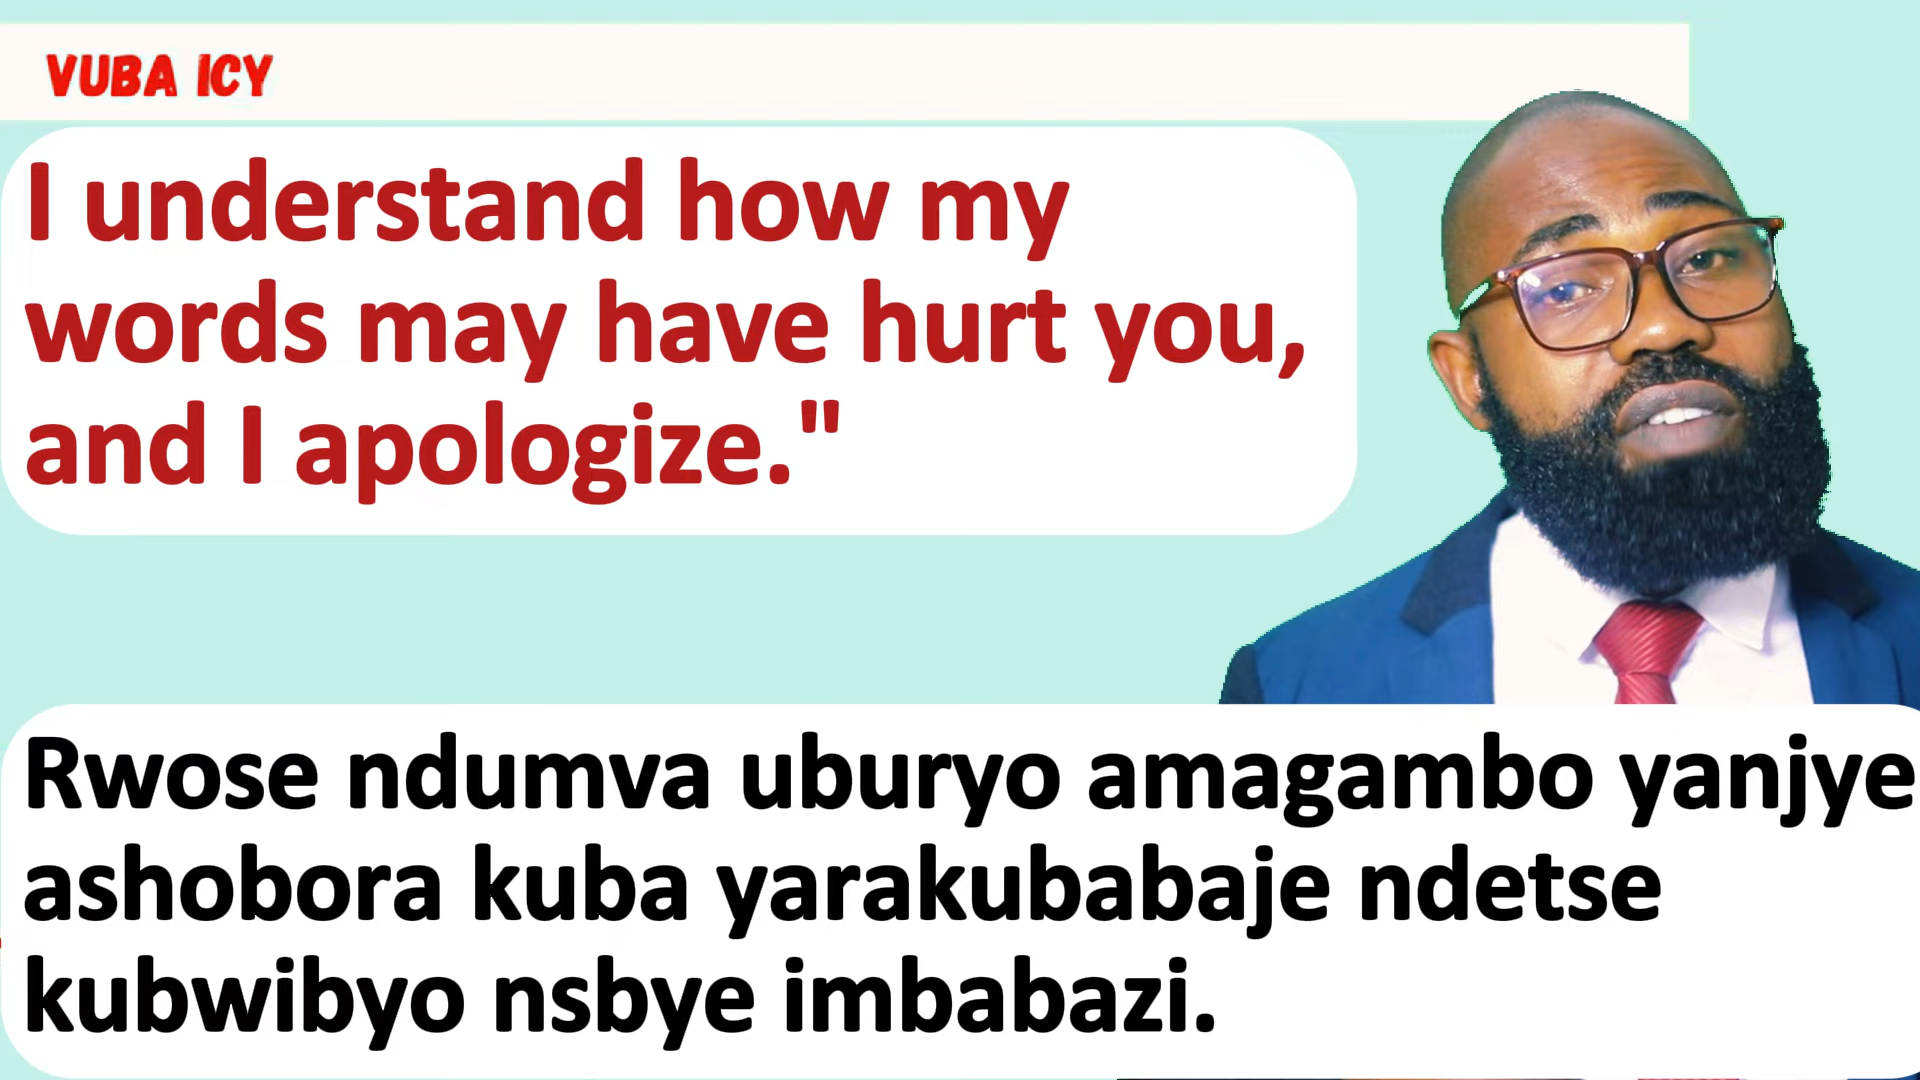 VUBA ICY
I understand how my
words may have hurt you,
and I apologize."
Rwose ndumva uburyo amagambo yanjye
ashobora kuba yarakubabaje ndetse
kubwibyo nsbye imbabazi.